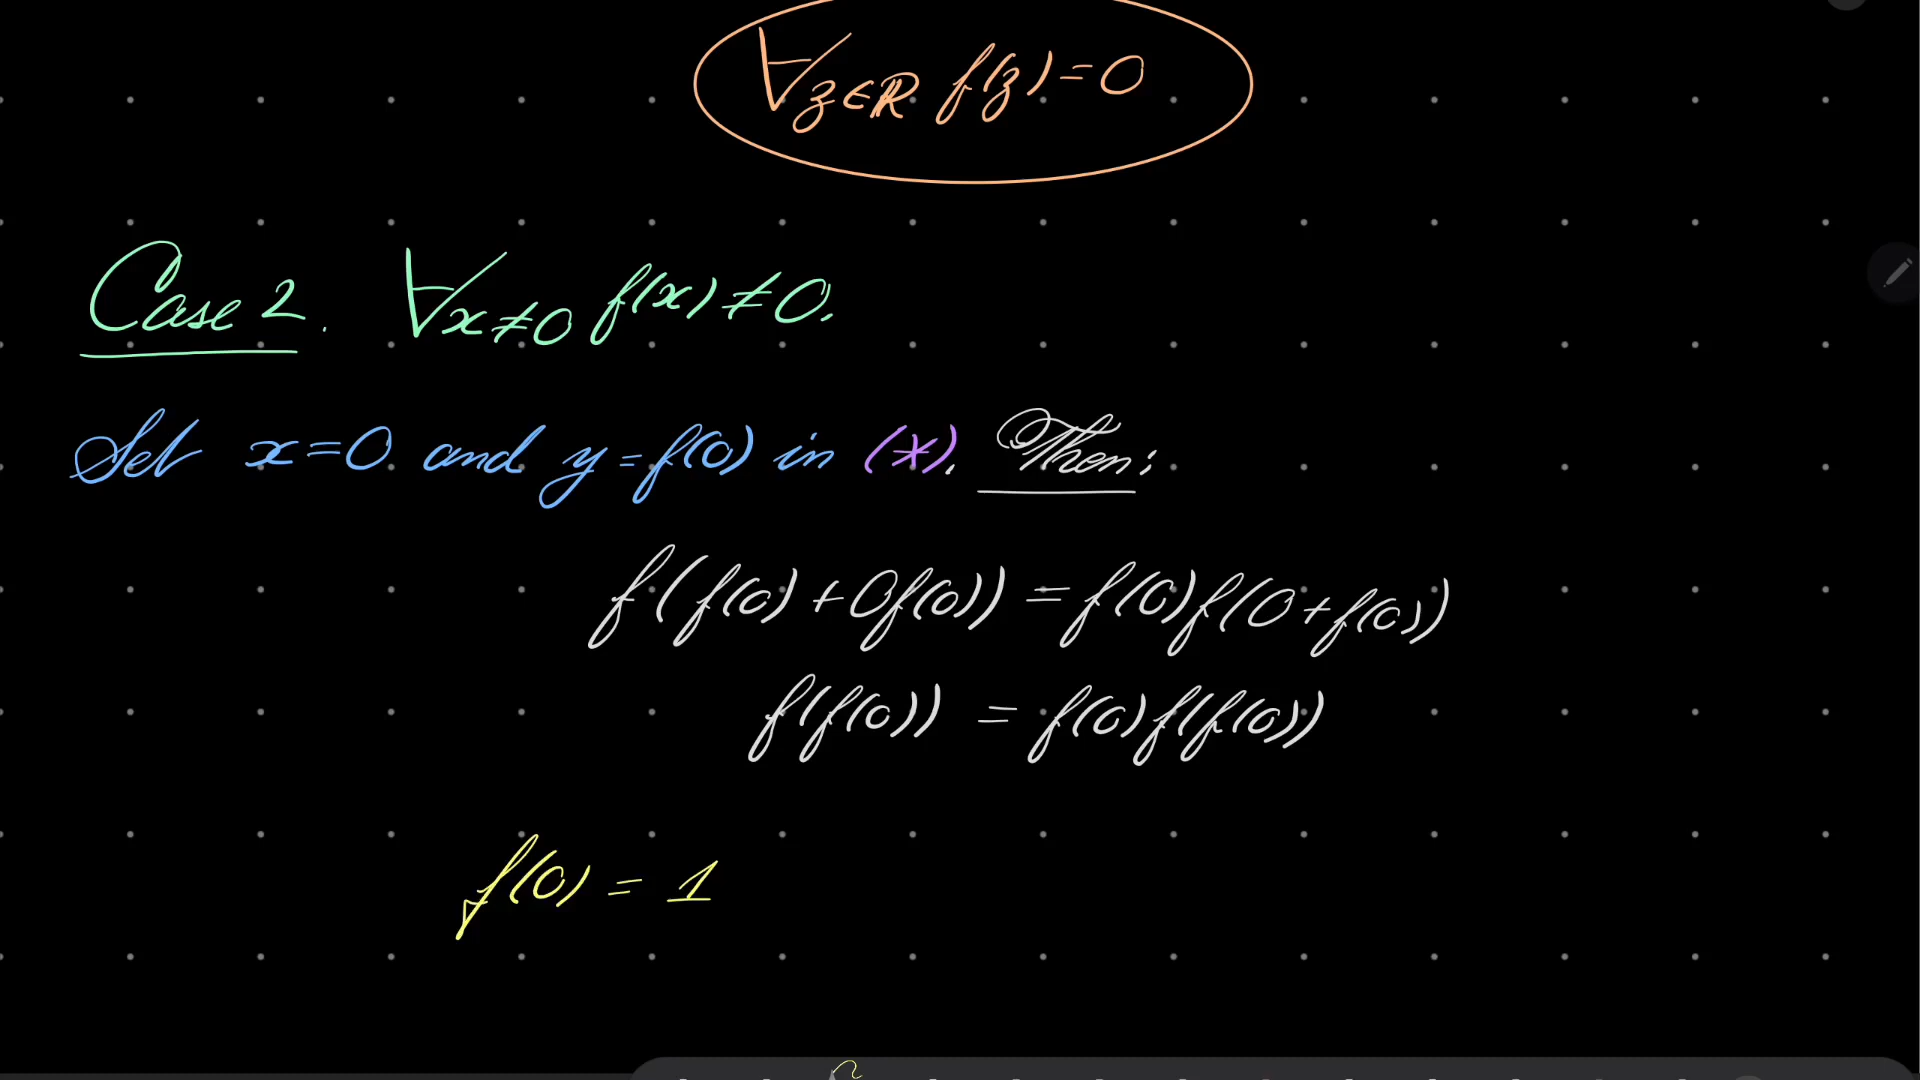 ∀z∈ℝ f(z)=0
Case 2. ∀x≠0 f(x)≠0.
Set x=0 and y=f(0) in (*). Then:
f(f(0)+0f(0))=f(0)f(0+f(0))
f(f(0)) = f(0)f(f(0))
f(0) = 1